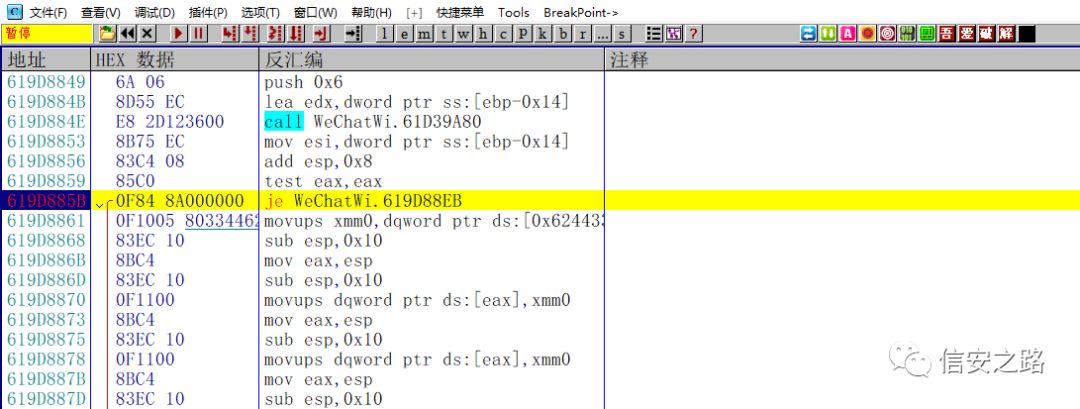 文件(F) 查看(V) 调试(D) 插件(P) 选项(T) 窗口(W) 帮助(H) [+] 快捷菜单 Tools BreakPoint->
暂停 l e m t w h c P k b r ... s ? 吾 爱 破 解
地址 HEX 数据 反汇编 注释
619D8849 6A 06 push 0x6
619D884B 8D55 EC lea edx,dword ptr ss:[ebp-0x14]
619D884E E8 2D123600 call WeChatWi.61D39A80
619D8853 8B75 EC mov esi,dword ptr ss:[ebp-0x14]
619D8856 83C4 08 add esp,0x8
619D8859 85C0 test eax,eax
619D885B 0F84 8A000000 je WeChatWi.619D88EB
619D8861 0F1005 80334462 movups xmm0,dqword ptr ds:[0x624433
619D8868 83EC 10 sub esp,0x10
619D886B 8BC4 mov eax,esp
619D886D 83EC 10 sub esp,0x10
619D8870 0F1100 movups dqword ptr ds:[eax],xmm0
619D8873 8BC4 mov eax,esp
619D8875 83EC 10 sub esp,0x10
619D8878 0F1100 movups dqword ptr ds:[eax],xmm0
619D887B 8BC4 mov eax,esp
619D887D 83EC 10 sub esp,0x10
信安之路